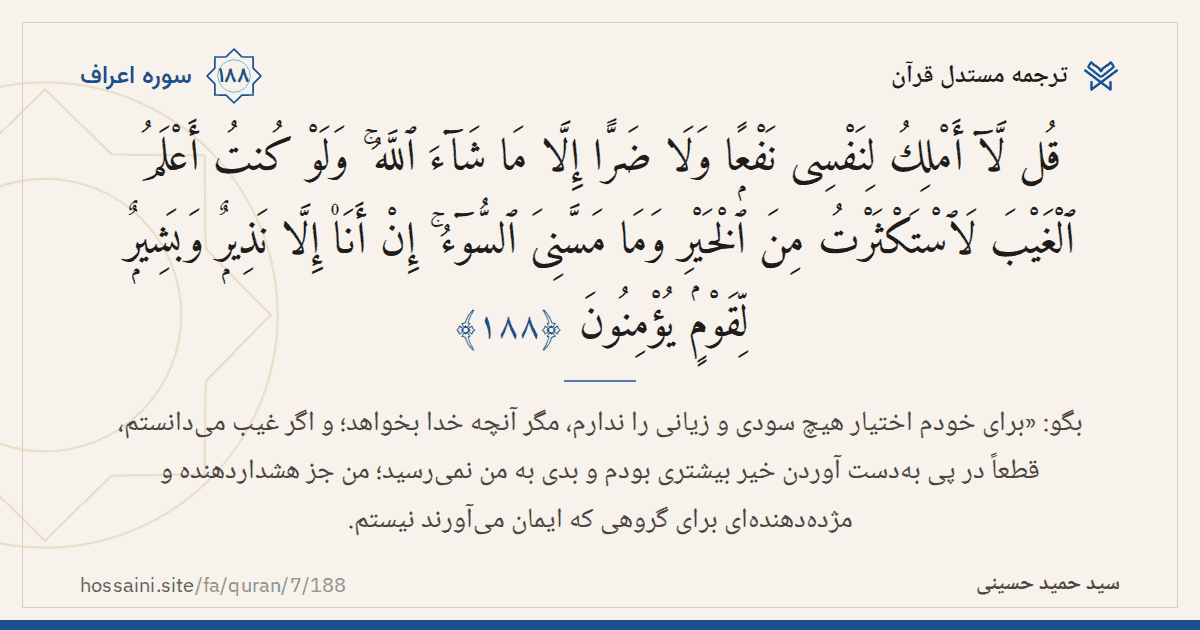 ترجمه مستدل قرآن
سوره اعراف ۱۸۸
قُل لَّآ أَمْلِكُ لِنَفْسِى نَفْعًا وَلَا ضَرًّا إِلَّا مَا شَآءَ ٱللَّهُ ۚ وَلَوْ كُنتُ أَعْلَمُ
ٱلْغَيْبَ لَٱسْتَكْثَرْتُ مِنَ ٱلْخَيْرِ وَمَا مَسَّنِىَ ٱلسُّوٓءُ ۚ إِنْ أَنَا۠ إِلَّا نَذِيرٌ وَبَشِيرٌ
لِّقَوْمٍ يُؤْمِنُونَ ﴿١٨٨﴾
بگو: «برای خودم اختیار هیچ سودی و زیانی را ندارم، مگر آنچه خدا بخواهد؛ و اگر غیب می‌دانستم،
قطعاً در پی به‌دست آوردن خیر بیشتری بودم و بدی به من نمی‌رسید؛ من جز هشداردهنده و
مژده‌دهنده‌ای برای گروهی که ایمان می‌آورند نیستم.
سید حمید حسینی
hossaini.site/fa/quran/7/188